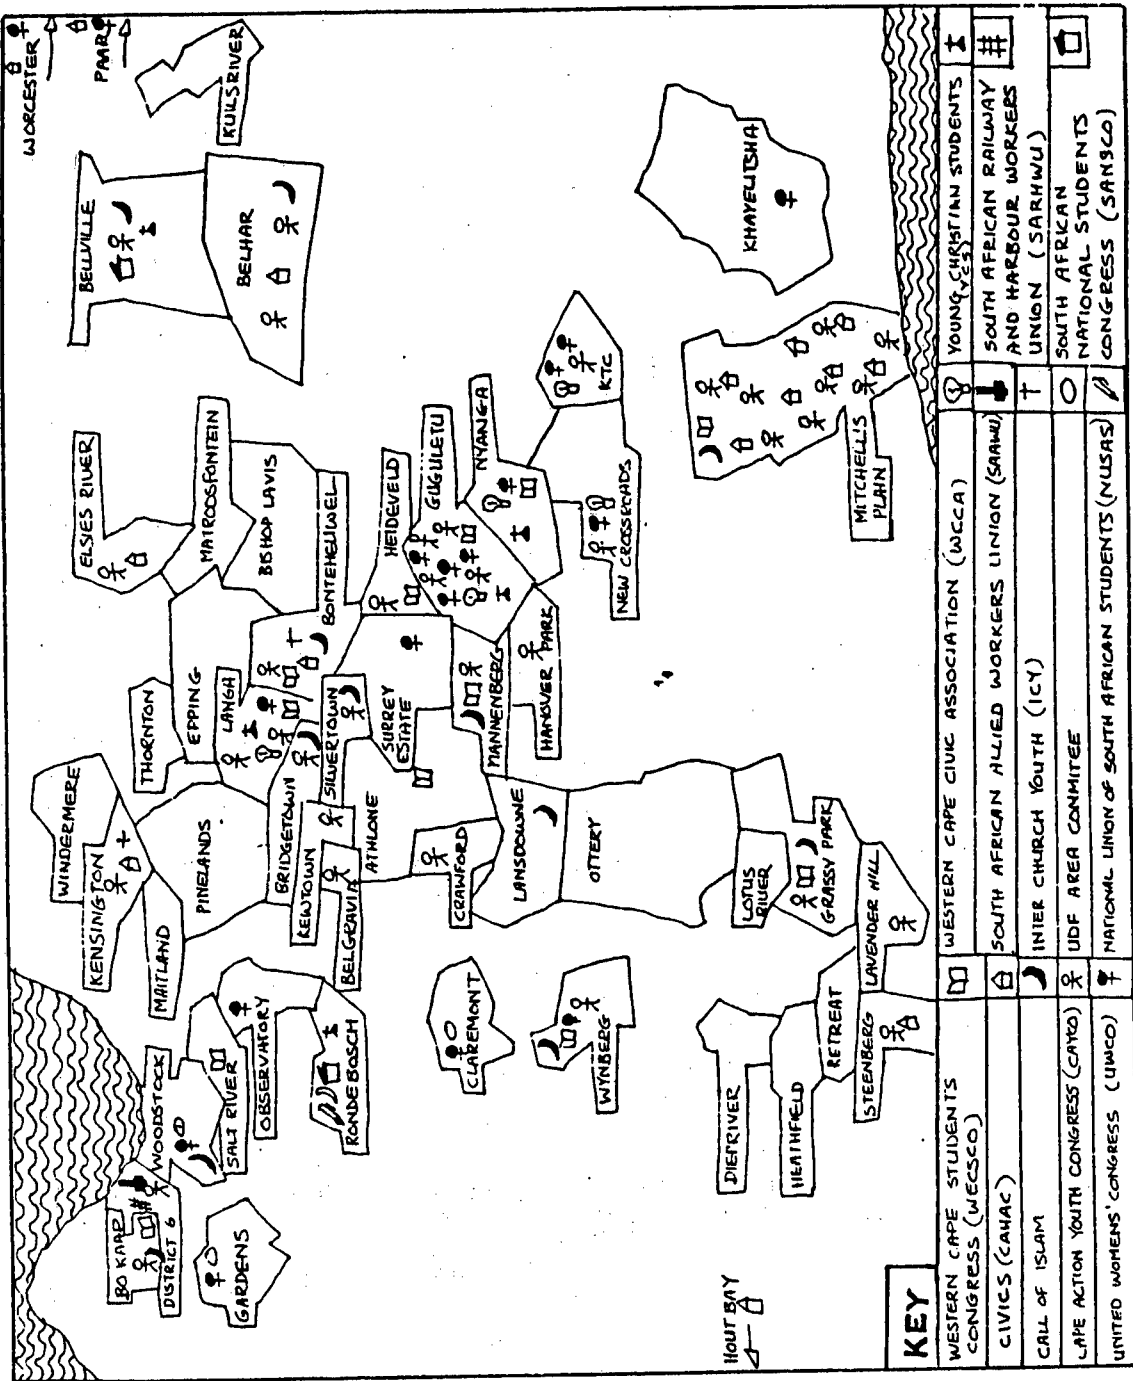 WORCESTER
PAARL
KUILSRIVER
BELLVILLE
BELHAR
KHAYELITSHA
ELSIES RIVER
MATROOSFONTEIN
BISHOP LAVIS
BONTEHEUWEL
HEIDEVELD
GUGULETU
NYANGA
KTC
NEW CROSSROADS
MITCHELL'S
PLAIN
THORNTON
EPPING
LANGA
SILVERTOWN
SURREY
ESTATE
MANNENBERG
HANOVER PARK
WINDERMERE
KENSINGTON
MAITLAND
PINELANDS
BRIDGETOWN
KEWTOWN
BELGRAVIA
ATHLONE
CRAWFORD
LANSDOWNE
OTTERY
LOTUS
RIVER
GRASSY PARK
LAVENDER HILL
RETREAT
STEENBERG
HEATHFIELD
DIEPRIVER
WYNBERG
CLAREMONT
RONDEBOSCH
OBSERVATORY
SALT RIVER
WOODSTOCK
BO KAAP
DISTRICT 6
GARDENS
HOUT BAY
KEY
WESTERN CAPE STUDENTS
CONGRESS (WECSCO)
CIVICS (CAHAC)
CALL OF ISLAM
CAPE ACTION YOUTH CONGRESS (CAYCO)
UNITED WOMENS' CONGRESS (UWCO)
WESTERN CAPE CIVIC ASSOCIATION (WCCA)
SOUTH AFRICAN ALLIED WORKERS UNION (SAAWU)
INTER CHURCH YOUTH (ICY)
UDF AREA COMMITEE
NATIONAL UNION OF SOUTH AFRICAN STUDENTS (NUSAS)
YOUNG CHRISTIAN STUDENTS
(YCS)
SOUTH AFRICAN RAILWAY
AND HARBOUR WORKERS
UNION (SARHWU)
SOUTH AFRICAN
NATIONAL STUDENTS
CONGRESS (SANSCO)